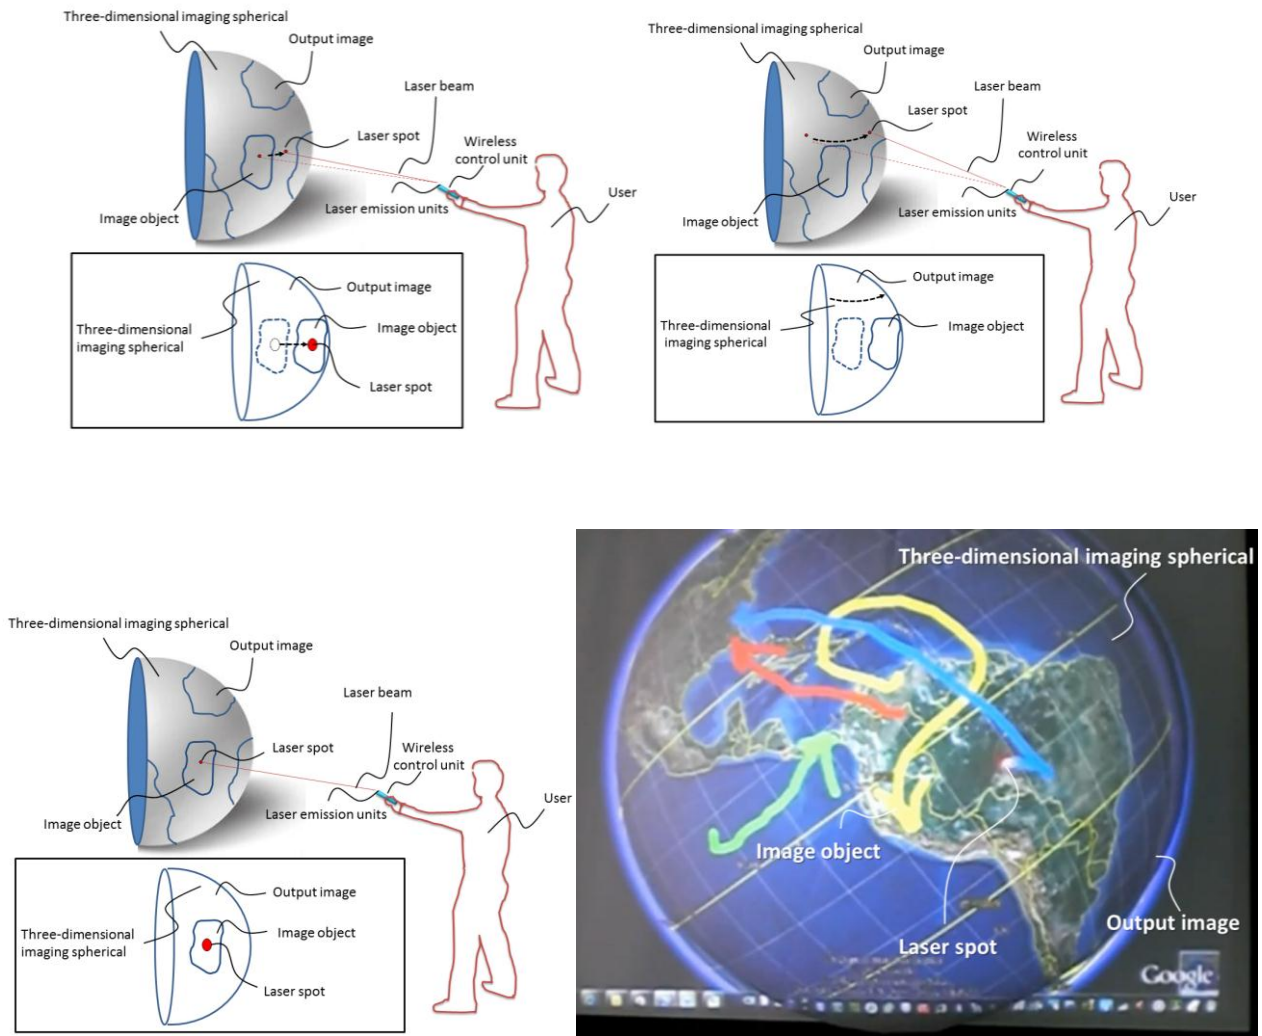 Three-dimensional imaging spherical
Output image
Laser beam
Laser spot
Wireless
control unit
User
Image object
Laser emission units
Output image
Three-dimensional
imaging spherical
Image object
Laser spot
Three-dimensional imaging spherical
Output image
Laser beam
Laser spot
Wireless
control unit
User
Laser emission units
Image object
Output image
Three-dimensional
imaging spherical
Image object
Three-dimensional imaging spherical
Output image
Laser beam
Laser spot
Wireless
control unit
User
Laser emission units
Image object
Output image
Three-dimensional
imaging spherical
Image object
Laser spot
Three-dimensional imaging spherical
Image object
Laser spot
Output image
Google